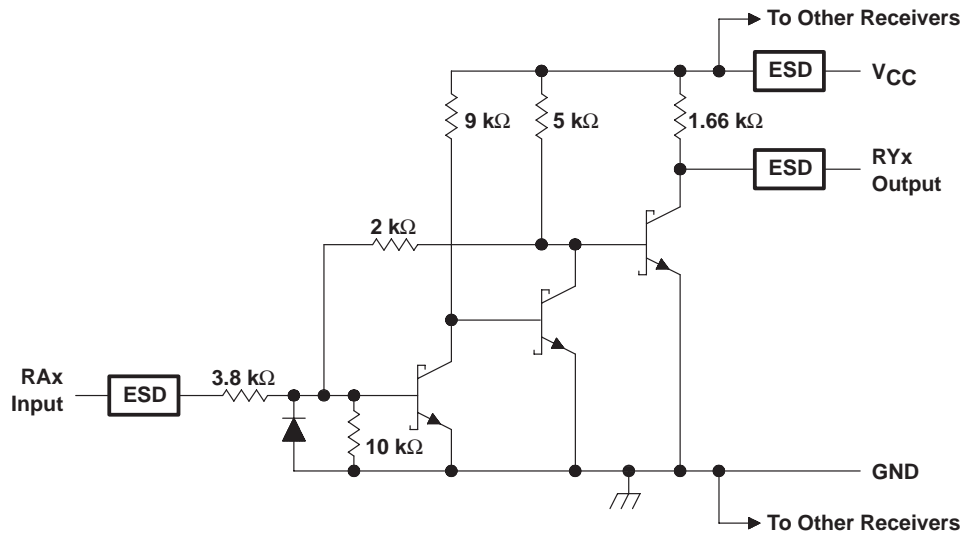 To Other Receivers
ESD
VCC
9 kΩ
5 kΩ
1.66 kΩ
ESD
RYx
Output
2 kΩ
RAx
Input
ESD
3.8 kΩ
10 kΩ
GND
To Other Receivers